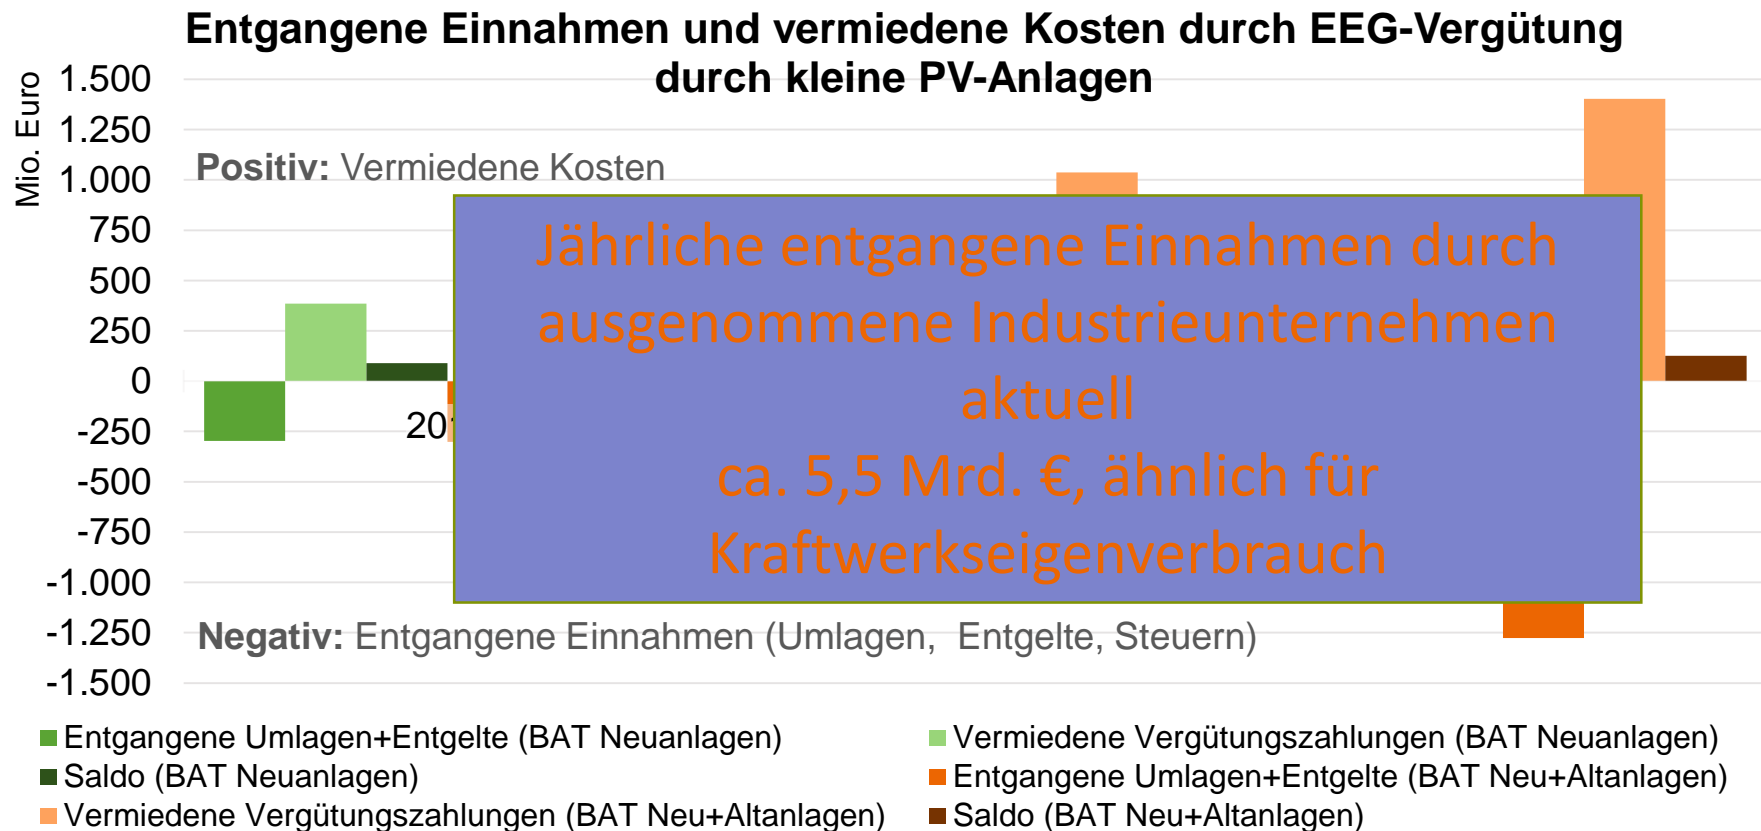 Entgangene Einnahmen und vermiedene Kosten durch EEG-Vergütung
durch kleine PV-Anlagen
Mio. Euro
1.500
1.250
1.000
750
500
250
0
-250
-500
-750
-1.000
-1.250
-1.500
Positiv: Vermiedene Kosten
Jährliche entgangene Einnahmen durch
ausgenommene Industrieunternehmen
aktuell
ca. 5,5 Mrd. €, ähnlich für
Kraftwerkseigenverbrauch
Negativ: Entgangene Einnahmen (Umlagen, Entgelte, Steuern)
Entgangene Umlagen+Entgelte (BAT Neuanlagen)
Vermiedene Vergütungszahlungen (BAT Neuanlagen)
Saldo (BAT Neuanlagen)
Entgangene Umlagen+Entgelte (BAT Neu+Altanlagen)
Vermiedene Vergütungszahlungen (BAT Neu+Altanlagen)
Saldo (BAT Neu+Altanlagen)